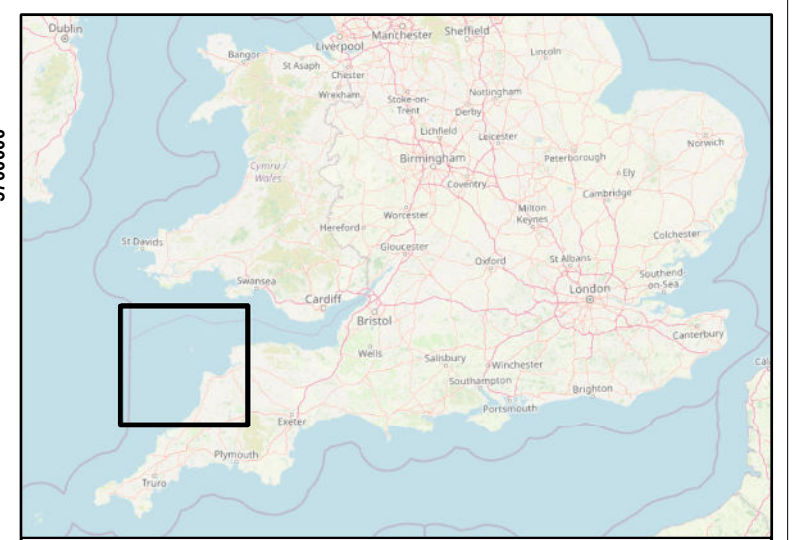 Dublin
Manchester
Sheffield
Liverpool
Bangor
St Asaph
Lincoln
Chester
Wrexham
Stoke-on-
Trent
Nottingham
Derby
Lichfield
Leicester
Norwich
Birmingham
Peterborough
Cymru /
Wales
Ely
Coventry
Cambridge
Worcester
Milton
Keynes
Hereford
Colchester
St Davids
Gloucester
Oxford
St Albans
Southend-
on-Sea
Swansea
London
Cardiff
Bristol
Canterbury
Wells
Salisbury
Winchester
Cal
Southampton
Brighton
Portsmouth
Exeter
Plymouth
Truro